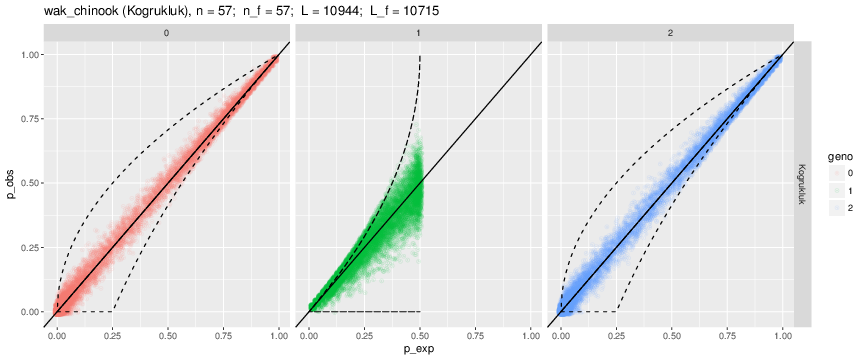 wak_chinook (Kogrukluk), n = 57; n_f = 57; L = 10944; L_f = 10715
0 1 2
1.00
0.75
0.50
0.25
0.00
p_obs
Kogrukluk
geno
0
1
2
0.00 0.25 0.50 0.75 1.00 0.00 0.25 0.50 0.75 1.00 0.00 0.25 0.50 0.75 1.00
p_exp